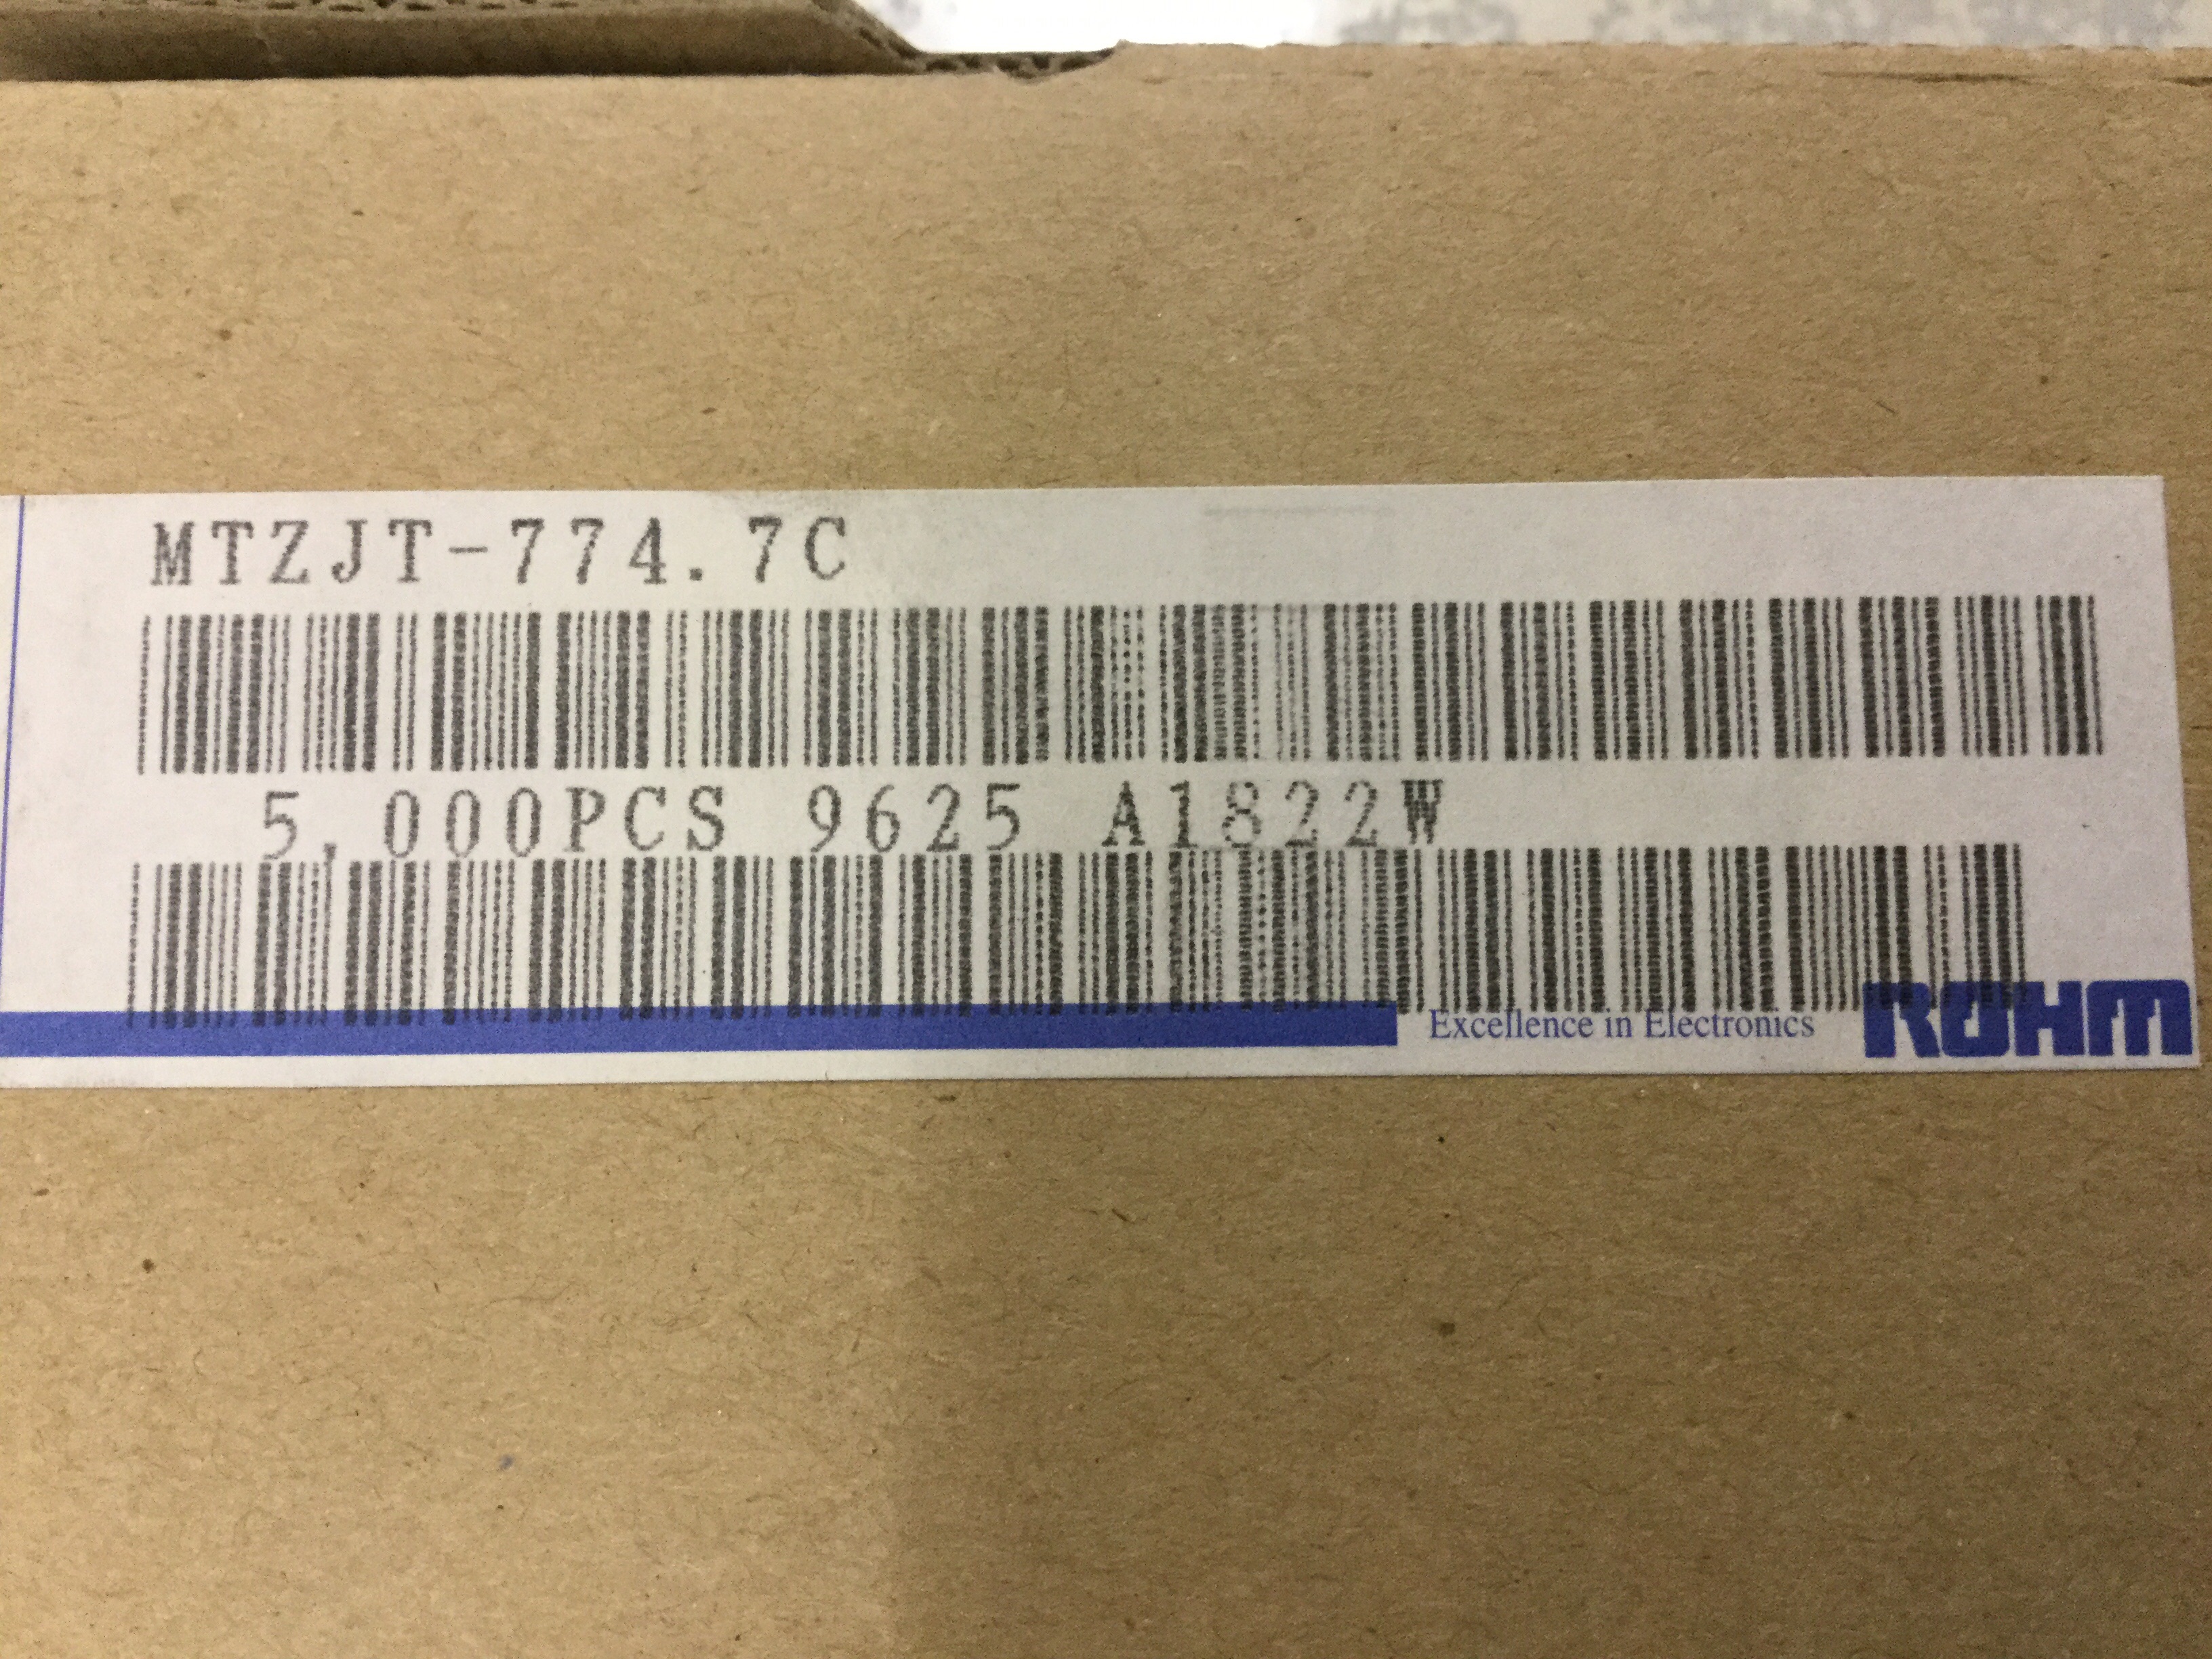 MTZJT-774.7C
5,000PCS 9625 A1822W
Excellence in Electronics ROHM